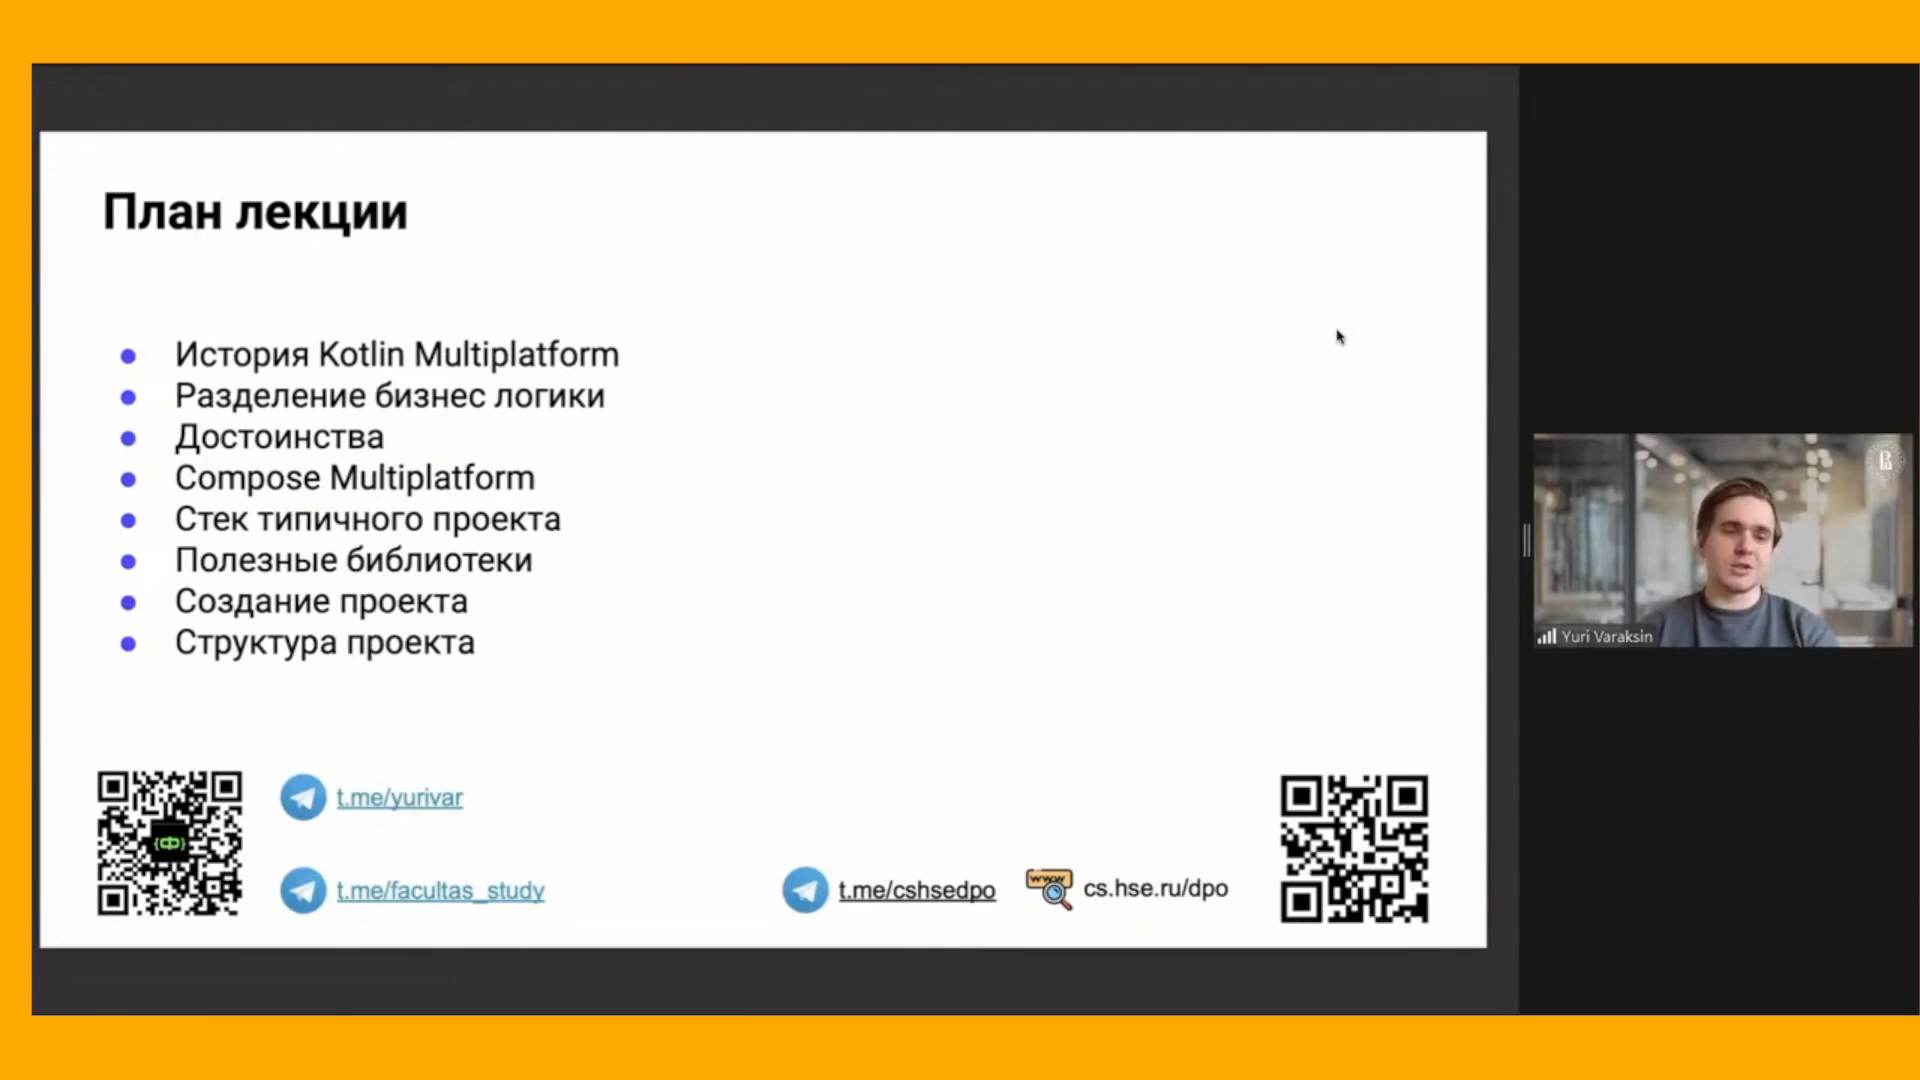 План лекции
История Kotlin Multiplatform
Разделение бизнес логики
Достоинства
Compose Multiplatform
Стек типичного проекта
Полезные библиотеки
Создание проекта
Структура проекта
{ф}
t.me/yurivar
t.me/facultas_study
t.me/cshsedpo
www
cs.hse.ru/dpo
Yuri Varaksin